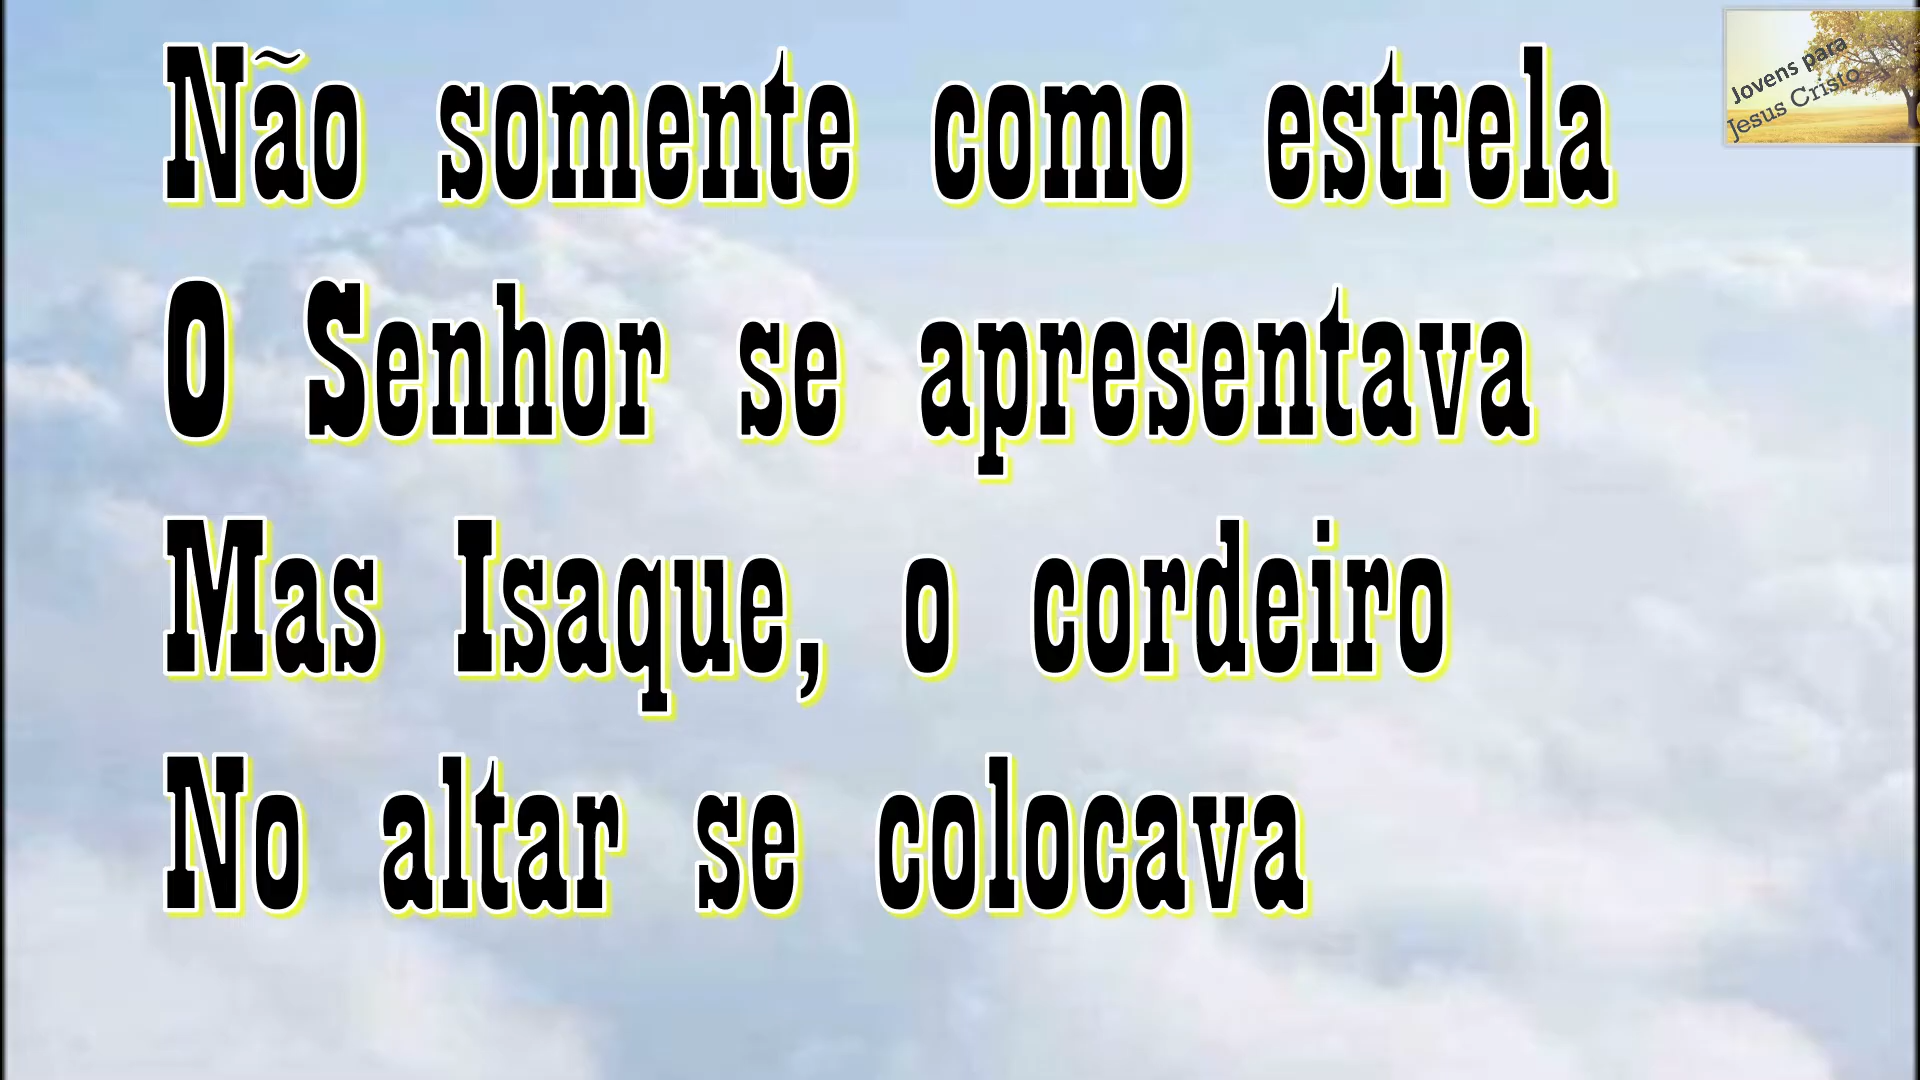 Não somente como estrela
O Senhor se apresentava
Mas Isaque, o cordeiro
No altar se colocava
Jovens para
Jesus Cristo